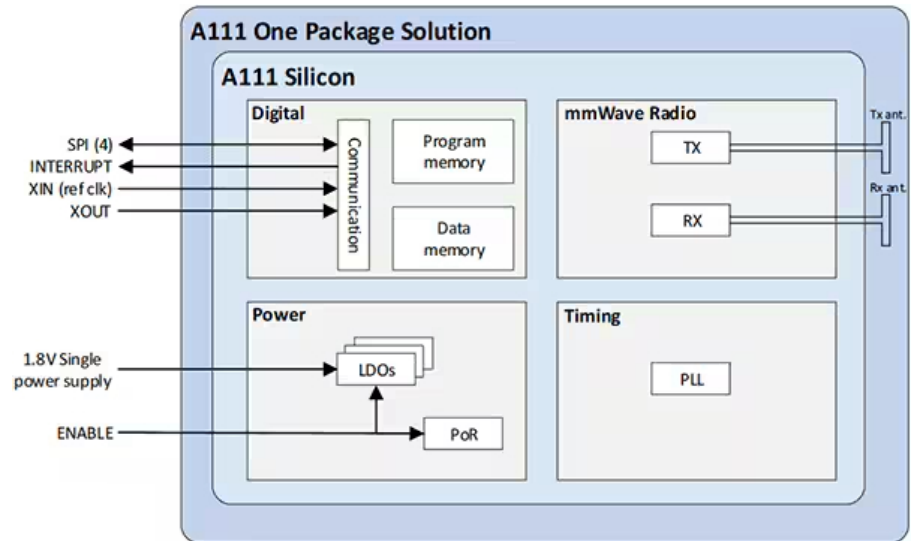 A111 One Package Solution
A111 Silicon
Digital
Communication
Program
memory
Data
memory
mmWave Radio
TX
RX
Tx ant.
Rx ant.
SPI (4)
INTERRUPT
XIN (ref clk)
XOUT
Power
LDOs
PoR
1.8V Single
power supply
ENABLE
Timing
PLL